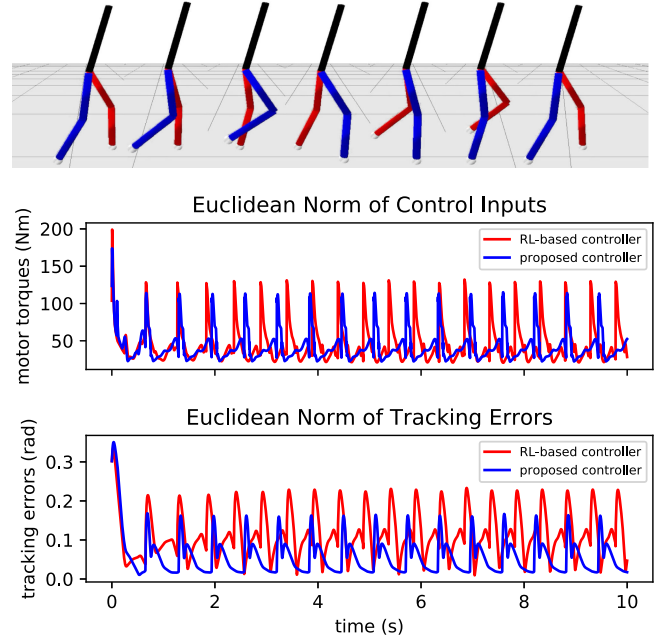 Euclidean Norm of Control Inputs
motor torques (Nm)
200
150
100
50
RL-based controller
proposed controller
Euclidean Norm of Tracking Errors
tracking errors (rad)
0.3
0.2
0.1
0.0
RL-based controller
proposed controller
0 2 4 6 8 10
time (s)